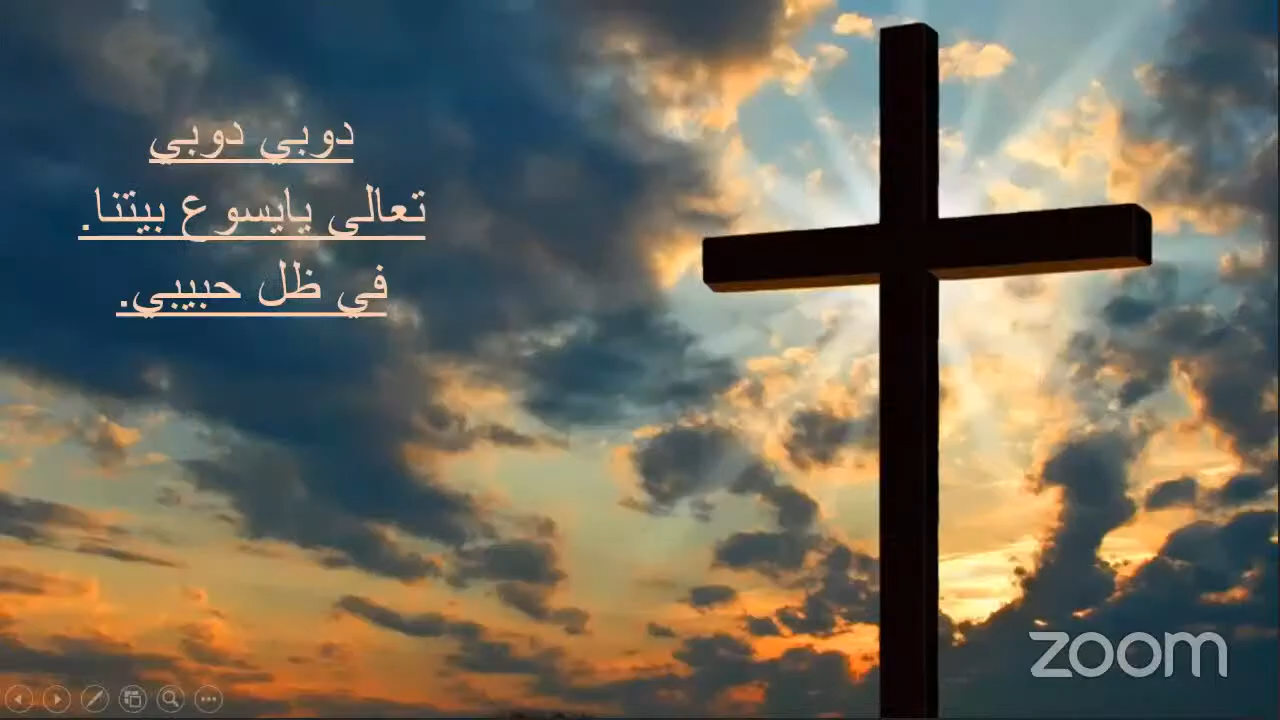 دوبي دوبي
تعالى يايسوع بيتنا.
في ظل حبيبي.
zoom